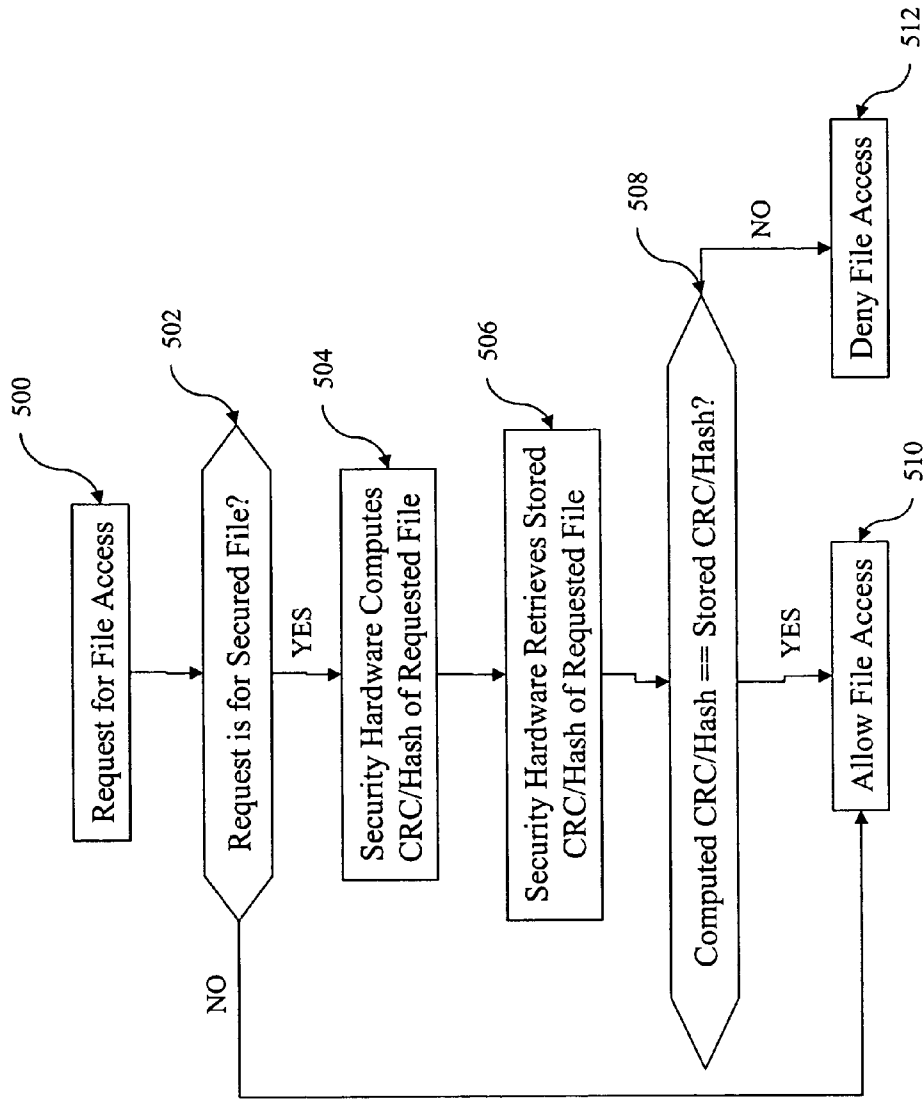 500
Request for File Access
502
Request is for Secured File?
NO
YES
504
Security Hardware Computes
CRC/Hash of Requested File
506
Security Hardware Retrieves Stored
CRC/Hash of Requested File
508
Computed CRC/Hash == Stored CRC/Hash?
YES
NO
510
Allow File Access
512
Deny File Access